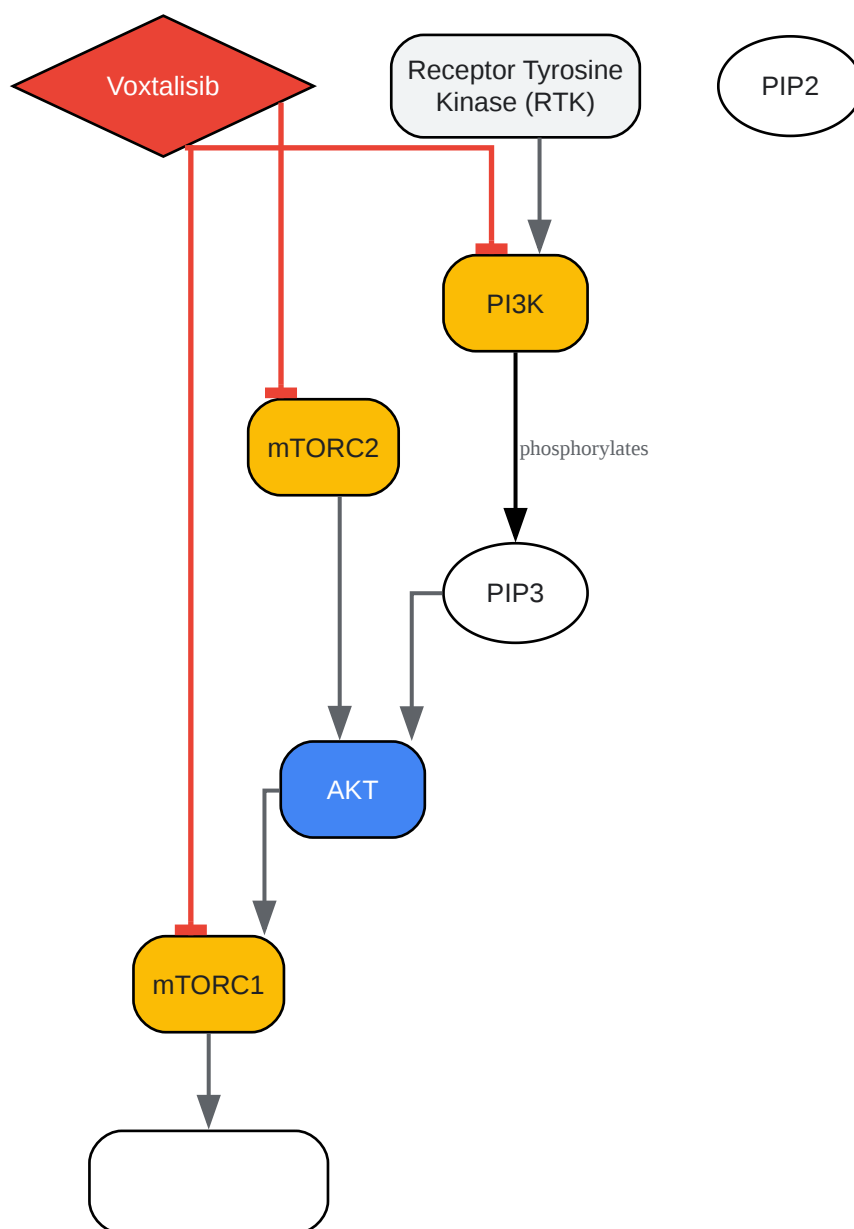 Voxtalisib
Receptor Tyrosine
Kinase (RTK)
PIP2
PI3K
mTORC2
phosphorylates
PIP3
AKT
mTORC1